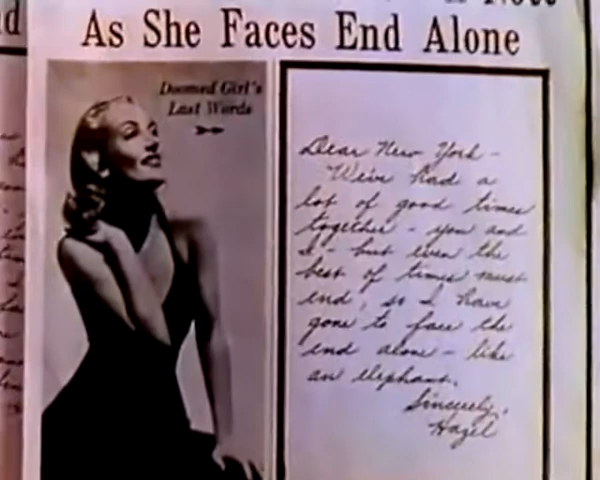 As She Faces End Alone
Doomed Girl's
Last Words
Dear New York -
We've had a
lot of good times
together - you and
I - but even the
best of times must
end, so I have
gone to face the
end alone - like
an elephant.
Sincerely,
Hazel